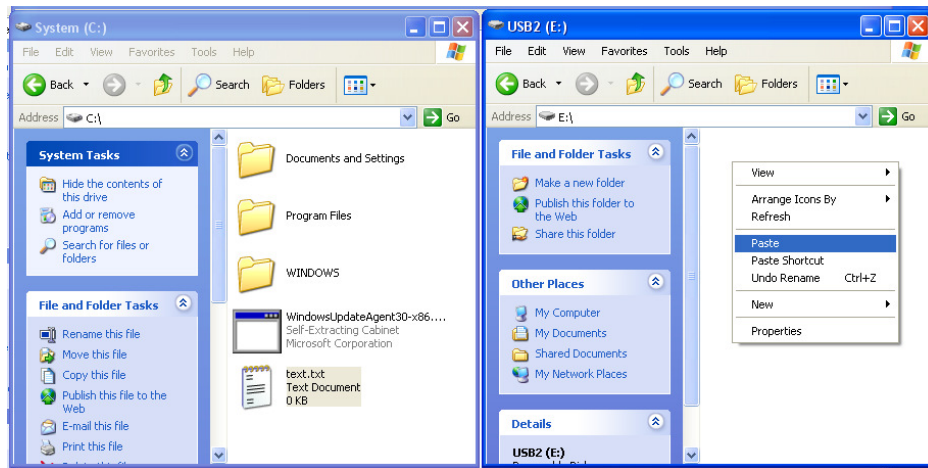 System (C:)
File Edit View Favorites Tools Help
Back Search Folders
Address C:\ Go
System Tasks
Hide the contents of
this drive
Add or remove
programs
Search for files or
folders
File and Folder Tasks
Rename this file
Move this file
Copy this file
Publish this file to the
Web
E-mail this file
Print this file
Documents and Settings
Program Files
WINDOWS
WindowsUpdateAgent30-x86....
Self-Extracting Cabinet
Microsoft Corporation
text.txt
Text Document
0 KB
USB2 (E:)
File Edit View Favorites Tools Help
Back Search Folders
Address E:\ Go
File and Folder Tasks
Make a new folder
Publish this folder to
the Web
Share this folder
Other Places
My Computer
My Documents
Shared Documents
My Network Places
Details
USB2 (E:)
View
Arrange Icons By
Refresh
Paste
Paste Shortcut
Undo Rename Ctrl+Z
New
Properties